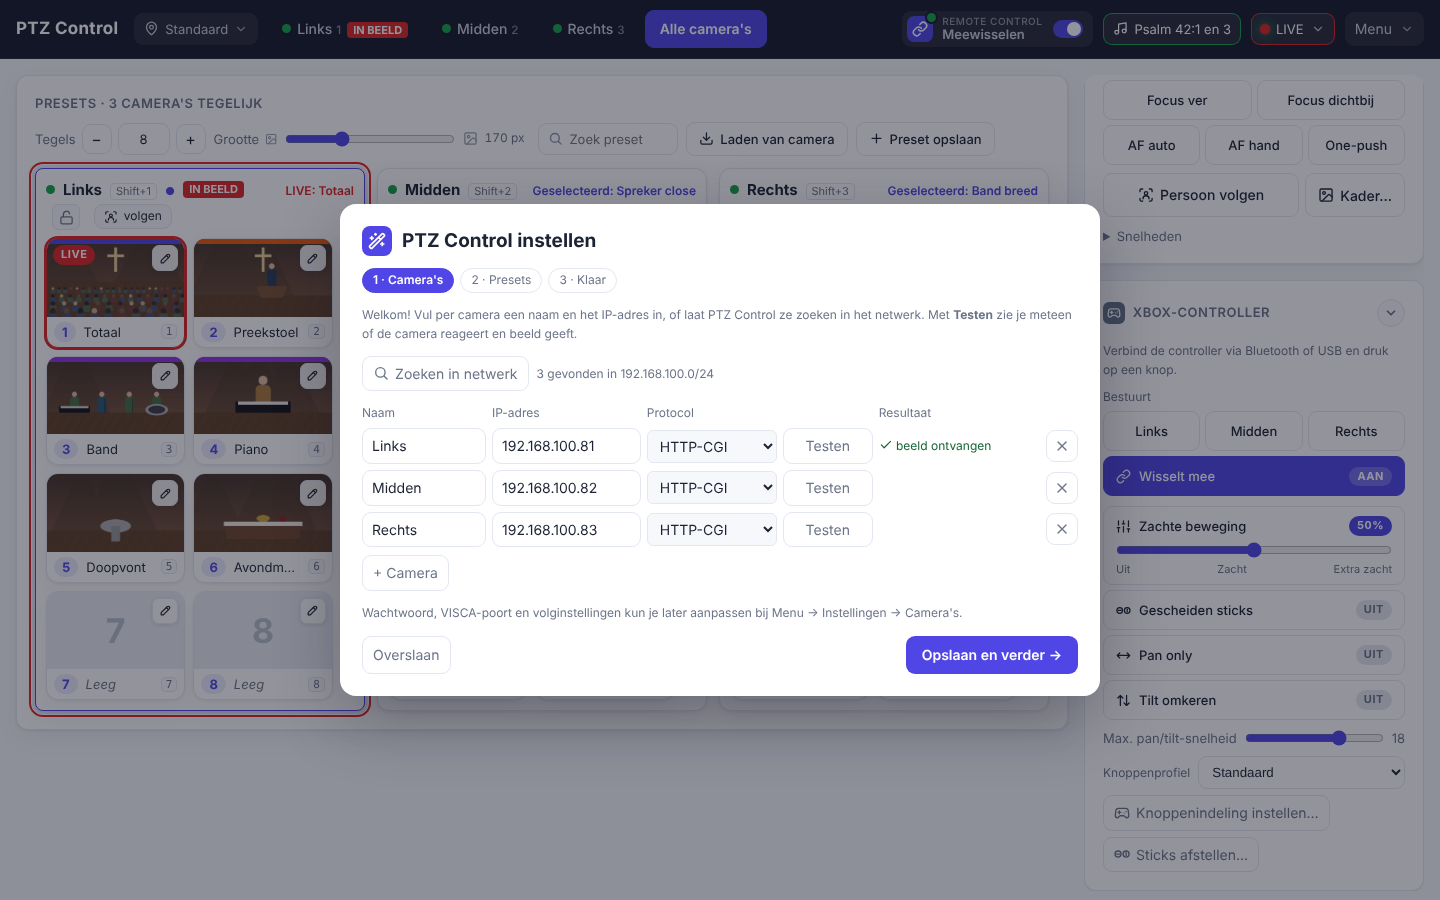 PTZ Control
Standaard
Links 1 IN BEELD
Midden 2
Rechts 3
Alle camera's
REMOTE CONTROL
Meewisselen
Psalm 42:1 en 3
LIVE
Menu
PRESETS · 3 CAMERA'S TEGELIJK
Tegels − 8 + Grootte 170 px Zoek preset Laden van camera + Preset opslaan
Links Shift+1 IN BEELD LIVE: Totaal
volgen
Midden Shift+2 Geselecteerd: Spreker close
Rechts Shift+3 Geselecteerd: Band breed
LIVE
1 Totaal 1
2 Preekstoel 2
3 Band 3
4 Piano 4
5 Doopvont 5
6 Avondm... 6
7
8
7 Leeg 7
8 Leeg 8
PTZ Control instellen
1 · Camera's
2 · Presets
3 · Klaar
Welkom! Vul per camera een naam en het IP-adres in, of laat PTZ Control ze zoeken in het netwerk. Met Testen zie je meteen
of de camera reageert en beeld geeft.
Zoeken in netwerk 3 gevonden in 192.168.100.0/24
Naam IP-adres Protocol Resultaat
Links 192.168.100.81 HTTP-CGI Testen ✓ beeld ontvangen ×
Midden 192.168.100.82 HTTP-CGI Testen ×
Rechts 192.168.100.83 HTTP-CGI Testen ×
+ Camera
Wachtwoord, VISCA-poort en volginstellingen kun je later aanpassen bij Menu → Instellingen → Camera's.
Overslaan
Opslaan en verder →
Focus ver
Focus dichtbij
AF auto
AF hand
One-push
Persoon volgen
Kader...
Snelheden
XBOX-CONTROLLER
Verbind de controller via Bluetooth of USB en druk
op een knop.
Bestuurt
Links
Midden
Rechts
Wisselt mee AAN
Zachte beweging 50%
Uit Zacht Extra zacht
Gescheiden sticks UIT
Pan only UIT
Tilt omkeren UIT
Max. pan/tilt-snelheid 18
Knoppenprofiel Standaard
Knoppenindeling instellen...
Sticks afstellen...